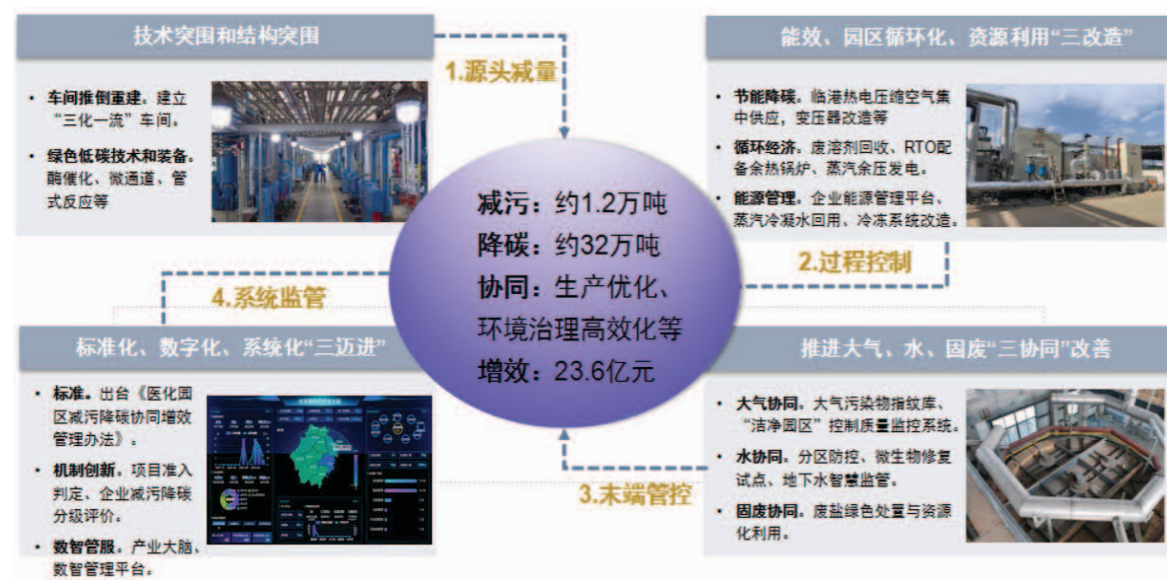 技术突围和结构突围
• 车间推倒重建。建立
“三化一流”车间。
• 绿色低碳技术和装备。
酶催化、微通道、管
式反应等
1.源头减量
能效、园区循环化、资源利用“三改造”
• 节能降碳。临港热电压缩空气集
中供应，变压器改造等
• 循环经济。废溶剂回收、RTO配
备余热锅炉、蒸汽余压发电。
• 能源管理。企业能源管理平台、
蒸汽冷凝水回用、冷冻系统改造。
2.过程控制
减污：约1.2万吨
降碳：约32万吨
协同：生产优化、
环境治理高效化等
增效：23.6亿元
4.系统监管
标准化、数字化、系统化“三迈进”
• 标准。出台《医化园
区减污降碳协同增效
管理办法》。
• 机制创新。项目准入
判定、企业减污降碳
分级评价。
• 数智管服。产业大脑、
数智管理平台。
3.末端管控
推进大气、水、固废“三协同”改善
• 大气协同。大气污染物指纹库、
“洁净园区”控制质量监控系统。
• 水协同。分区防控、微生物修复
试点、地下水智慧监管。
• 固废协同。废盐绿色处置与资源
化利用。